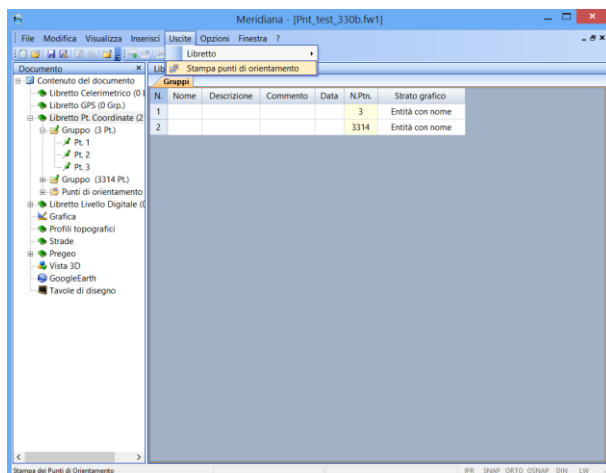 Meridiana - [Pnt_test_330b.fw1]
File Modifica Visualizza Inserisci Uscite Opzioni Finestra ?
Libretto
Stampa punti di orientamento
Documento
Lib
Gruppi
Contenuto del documento
Libretto Celerimetrico (0
Libretto GPS (0 Grp.)
Libretto Pt. Coordinate (2
Gruppo (3 Pt.)
Pt. 1
Pt. 2
Pt. 3
Gruppo (3314 Pt.)
Punti di orientamento
Libretto Livello Digitale (0
Grafica
Profili topografici
Strade
Pregeo
Vista 3D
GoogleEarth
Tavole di disegno
N. Nome Descrizione Commento Data N.Ptn. Strato grafico
1 3 Entità con nome
2 3314 Entità con nome
Stampa dei Punti di Orientamento
IPR SNAP ORTO OSNAP DIN LW